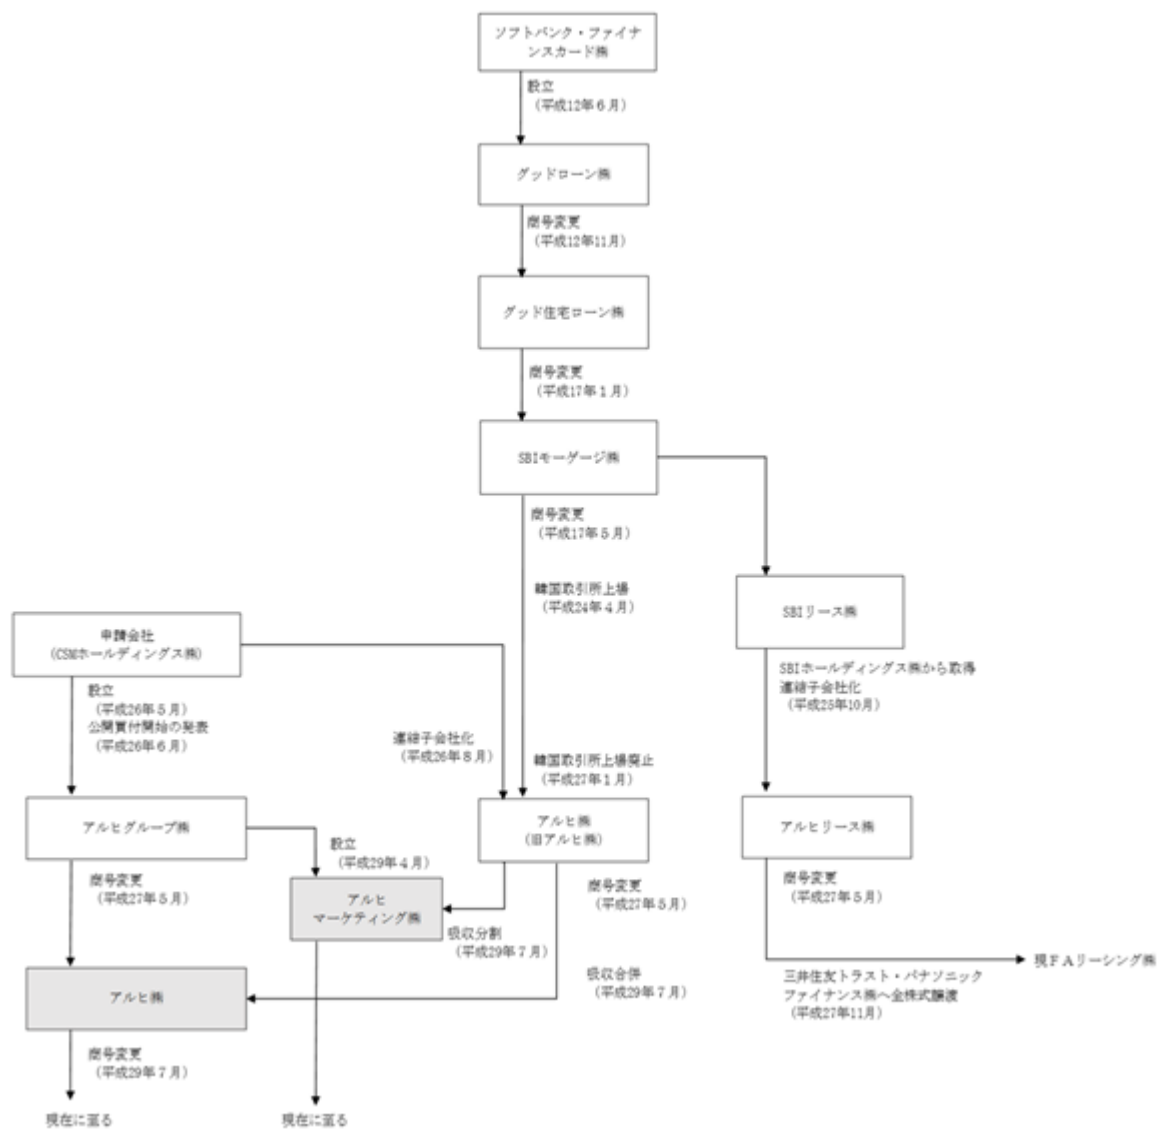 ソフトバンク・ファイナ
ンスカード㈱
設立
（平成12年６月）
グッドローン㈱
商号変更
（平成12年11月）
グッド住宅ローン㈱
商号変更
（平成17年１月）
SBIモーゲージ㈱
商号変更
（平成17年５月）
韓国取引所上場
（平成24年４月）
SBIリース㈱
申請会社
(CSMホールディングス㈱)
SBIホールディングス㈱から取得
連結子会社化
（平成25年10月）
設立
（平成26年５月）
公開買付開始の発表
（平成26年６月）
連結子会社化
（平成26年８月）
韓国取引所上場廃止
（平成27年１月）
アルヒグループ㈱
アルヒ㈱
(旧アルヒ㈱)
アルヒリース㈱
設立
（平成29年４月）
商号変更
（平成27年５月）
アルヒ
マーケティング㈱
商号変更
（平成27年５月）
商号変更
（平成27年５月）
吸収分割
（平成29年７月）
現ＦＡリーシング㈱
吸収合併
（平成29年７月）
三井住友トラスト・パナソニック
ファイナンス㈱へ全株式譲渡
（平成27年11月）
アルヒ㈱
商号変更
（平成29年７月）
現在に至る
現在に至る